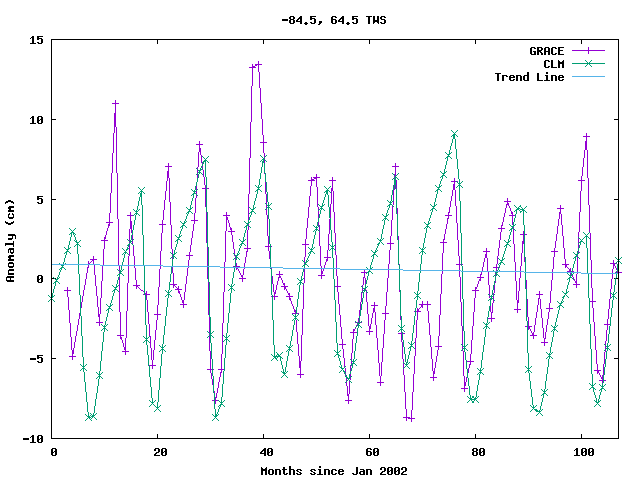 -84.5, 64.5 TWS
15
GRACE
CLM
Trend Line
10
5
0
-5
-10
Anomaly (cm)
0 20 40 60 80 100
Months since Jan 2002